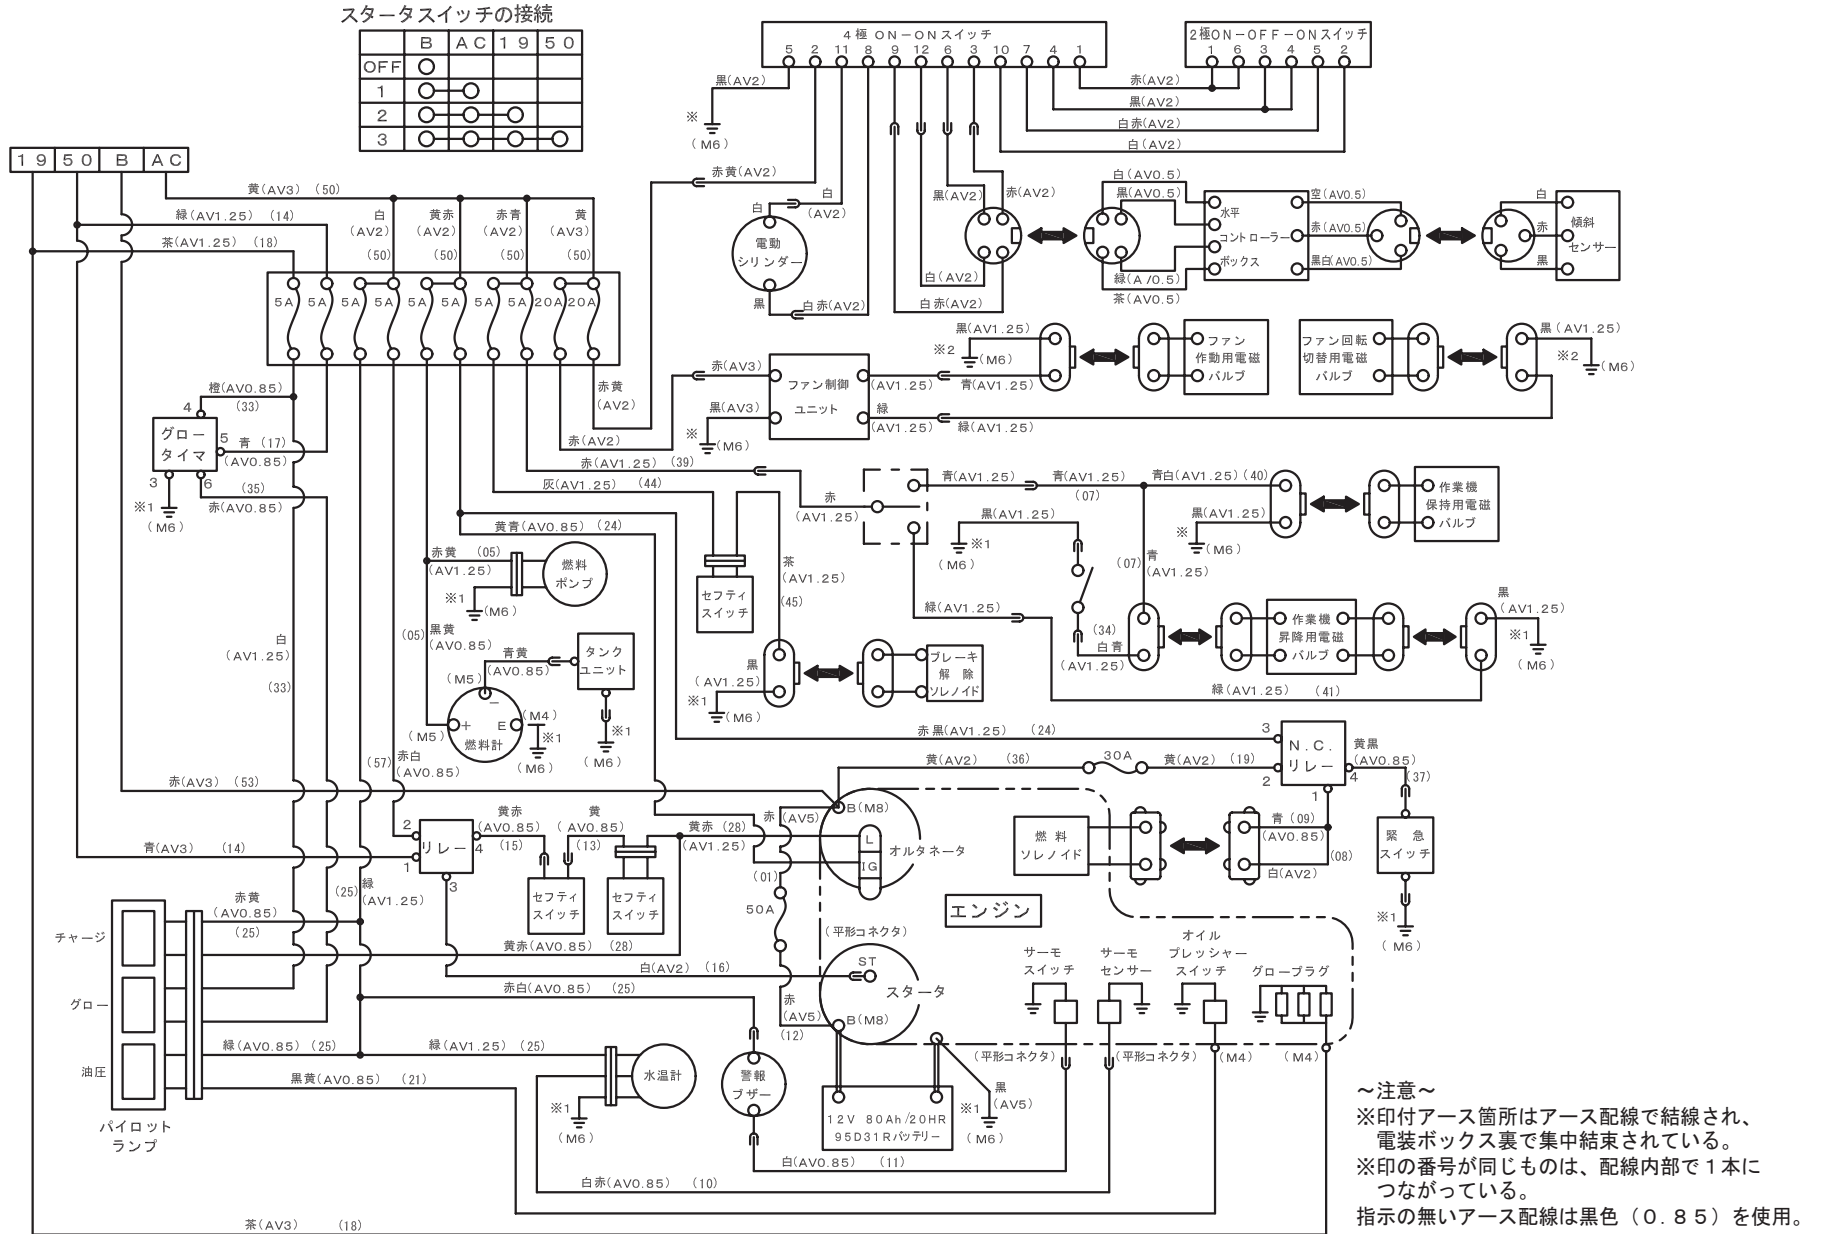 スタータスイッチの接続
B AC 19 50
OFF
1
2
3
19 50 B AC
4極 ON-ONスイッチ
5 2 11 8 9 12 6 3 10 7 4 1
2極ON-OFF-ONスイッチ
1 6 3 4 5 2
黒(AV2)
※
(M6)
赤(AV2)
黒(AV2)
白赤(AV2)
白(AV2)
赤黄(AV2)
白
(AV2)
白
電動
シリンダー
黒
白赤(AV2)
黒(AV2)
赤(AV2)
白(AV2)
白赤(AV2)
白(AV0.5)
黒(AV0.5)
緑(A/0.5)
茶(AV0.5)
水平
コントローラー
ボックス
空(AV0.5)
赤(AV0.5)
黒白(AV0.5)
白
赤
黒
傾斜
センサー
黄(AV3) (50)
緑(AV1.25) (14)
茶(AV1.25) (18)
白
(AV2)
(50)
黄赤
(AV2)
(50)
赤青
(AV2)
(50)
黄
(AV3)
(50)
5A 5A 5A 5A 5A 5A 5A 5A 20A 20A
赤黄
(AV2)
赤(AV2)
赤(AV3)
黒(AV3)
※
(M6)
ファン制御
ユニット
(AV1.25)
青(AV1.25)
緑
(AV1.25)
緑(AV1.25)
黒(AV1.25)
※2
(M6)
ファン
作動用電磁
バルブ
ファン回転
切替用電磁
バルブ
黒(AV1.25)
※2
(M6)
橙(AV0.85)
(33)
4
グロー
タイマ
5
青 (17)
(AV0.85)
3
6
※1
(M6)
(35)
赤(AV0.85)
赤(AV1.25) (39)
灰(AV1.25) (44)
黄青(AV0.85) (24)
赤
(AV1.25)
青(AV1.25)
青(AV1.25)
(07)
青白(AV1.25)(40)
黒(AV1.25)
※
(M6)
作業機
保持用電磁
バルブ
黒(AV1.25)
※1
(M6)
青
(07)
(AV1.25)
緑(AV1.25)
(34)
白青
(AV1.25)
作業機
昇降用電磁
バルブ
黒
(AV1.25)
※1
(M6)
緑(AV1.25) (41)
赤黄 (05)
(AV1.25)
燃料
ポンプ
※1
(M6)
セフティ
スイッチ
茶
(AV1.25)
(45)
黒
(AV1.25)
※1
(M6)
ブレーキ
解除
ソレノイド
(05)
黒黄
(AV0.85)
青黄
(AV0.85)
タンク
ユニット
※1
(M6)
(M5)
−
+
E
燃料計
(M5)
(M4)
※1
(M6)
白
(AV1.25)
(33)
赤(AV3) (53)
(57)
赤白
(AV0.85)
赤黒(AV1.25) (24)
黄(AV2) (36)
30A
黄(AV2) (19)
3
N.C.
リレー
2
4
1
黄黒
(AV0.85)
(37)
緊急
スイッチ
※1
(M6)
青(AV3) (14)
2
リレー
4
1
3
黄赤
(AV0.85)
(15)
黄
(AV0.85)
(13)
セフティ
スイッチ
セフティ
スイッチ
黄赤 (28)
(AV1.25)
赤
(AV5)
(01)
50A
赤
(AV5)
(12)
B(M8)
L
IG
オルタネータ
燃料
ソレノイド
青(09)
(AV0.85)
(08)
白(AV2)
(25)
緑
(AV1.25)
赤黄
(AV0.85)
(25)
黄赤(AV0.85) (28)
白(AV2) (16)
赤白(AV0.85) (25)
緑(AV0.85) (25)
緑(AV1.25) (25)
黒黄(AV0.85) (21)
チャージ
グロー
油圧
パイロット
ランプ
エンジン
(平形コネクタ)
ST
スタータ
B(M8)
サーモ
スイッチ
サーモ
センサー
オイル
プレッシャー
スイッチ
グロープラグ
(平形コネクタ)
(平形コネクタ)
(M4)
(M4)
水温計
※1
(M6)
警報
ブザー
12V 80Ah/20HR
95D31Rバッテリー
黒
(AV5)
※1
(M6)
白(AV0.85) (11)
白赤(AV0.85) (10)
茶(AV3) (18)
～注意～
※印付アース箇所はアース配線で結線され、
電装ボックス裏で集中結束されている。
※印の番号が同じものは、配線内部で1本に
つながっている。
指示の無いアース配線は黒色（0.85）を使用。